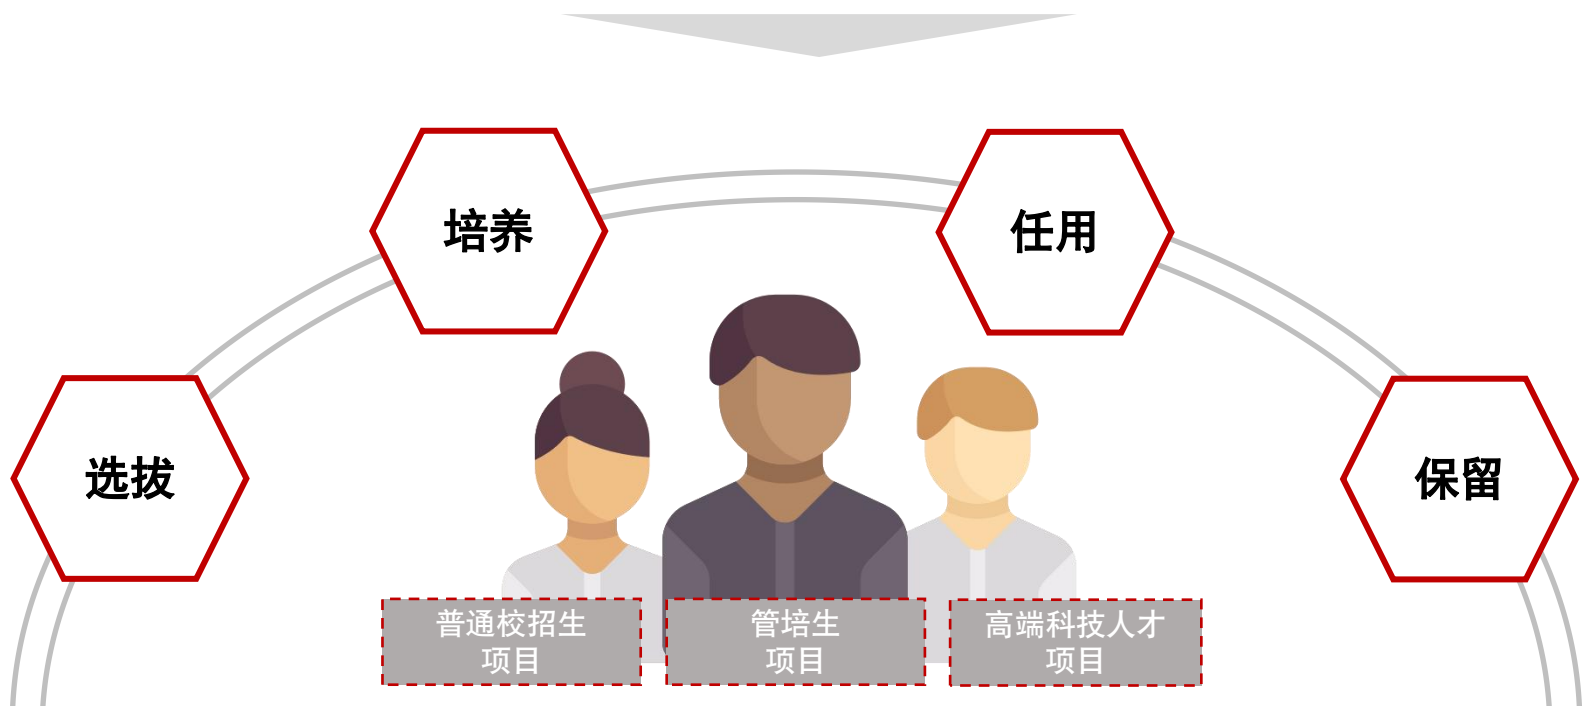 培养
任用
选拔
保留
普通校招生
项目
管培生
项目
高端科技人才
项目